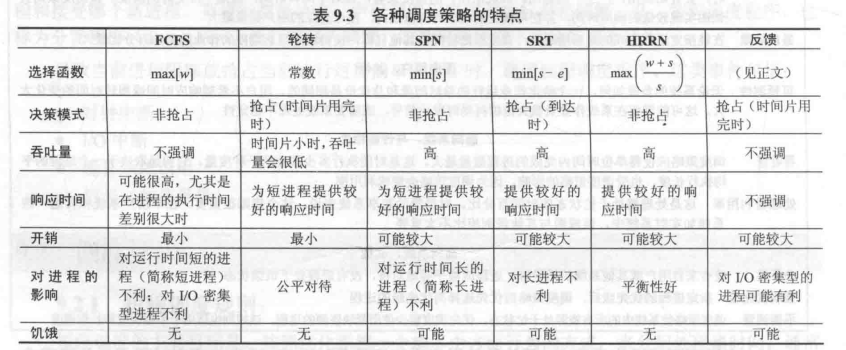 表 9.3 各种调度策略的特点
FCFS 轮转 SPN SRT HRRN 反馈
选择函数 max[w] 常数 min[s] min[s－e] max((w+s)/s) （见正文）
决策模式 非抢占 抢占（时间片用完时） 非抢占 抢占（到达时） 非抢占 抢占（时间片用完时）
吞吐量 不强调 时间片小时，吞吐量会很低 高 高 高 不强调
响应时间 可能很高，尤其是在进程的执行时间差别很大时 为短进程提供较好的响应时间 为短进程提供较好的响应时间 提供较好的响应时间 提供较好的响应时间 不强调
开销 最小 最小 可能较大 可能较大 可能较大 可能较大
对进程的影响 对运行时间短的进程（简称短进程）不利；对 I/O 密集型进程不利 公平对待 对运行时间长的进程（简称长进程）不利 对长进程不利 平衡性好 对 I/O 密集型的进程可能有利
饥饿 无 无 可能 可能 无 可能